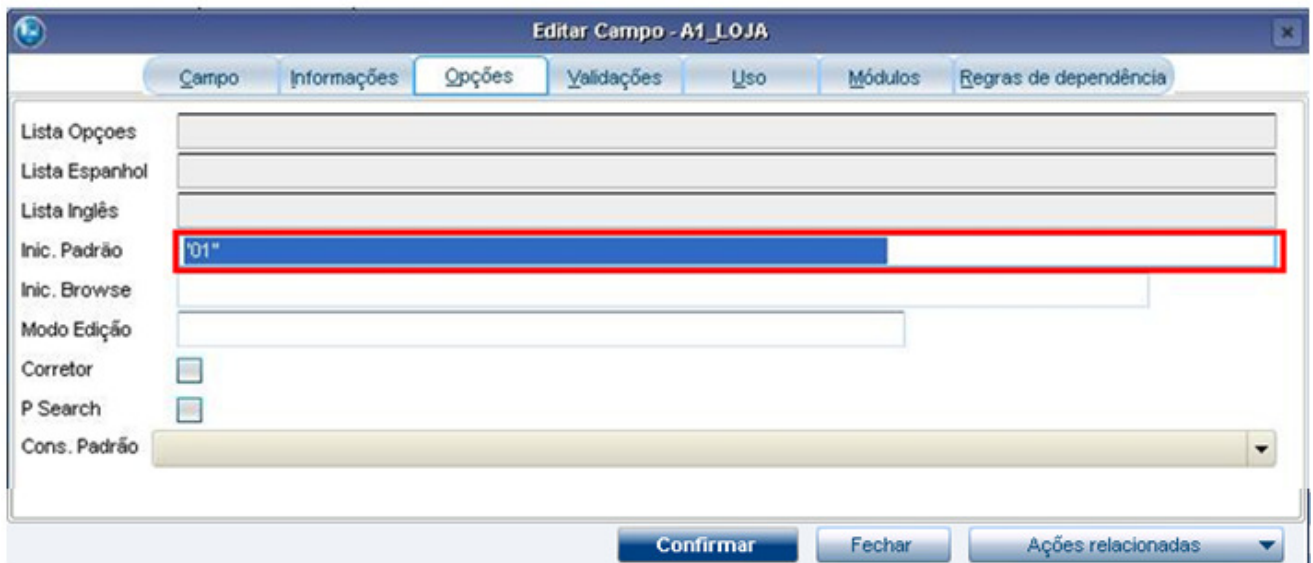 Editar Campo - A1_LOJA
Campo Informações Opções Validações Uso Módulos Regras de dependência
Lista Opçoes
Lista Espanhol
Lista Inglês
Inic. Padrão '01"
Inic. Browse
Modo Edição
Corretor
P Search
Cons. Padrão
Confirmar Fechar Ações relacionadas